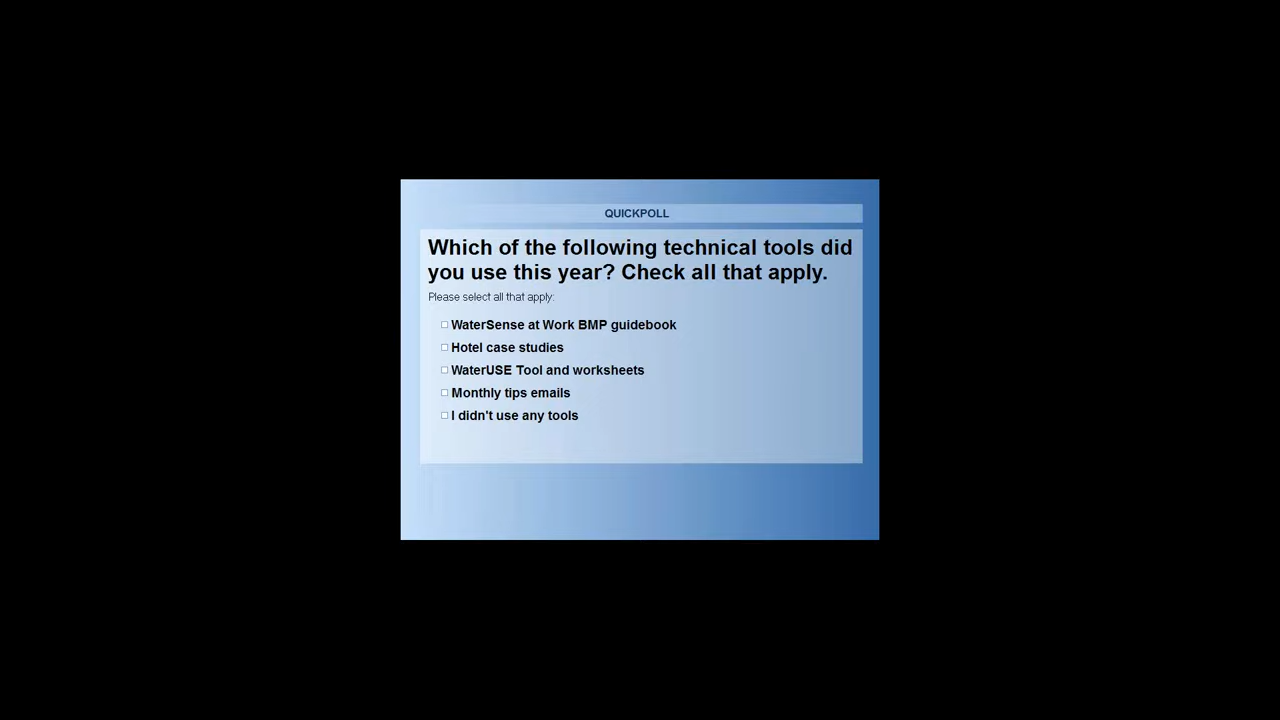 QUICKPOLL
Which of the following technical tools did
you use this year? Check all that apply.
Please select all that apply:
WaterSense at Work BMP guidebook
Hotel case studies
WaterUSE Tool and worksheets
Monthly tips emails
I didn't use any tools